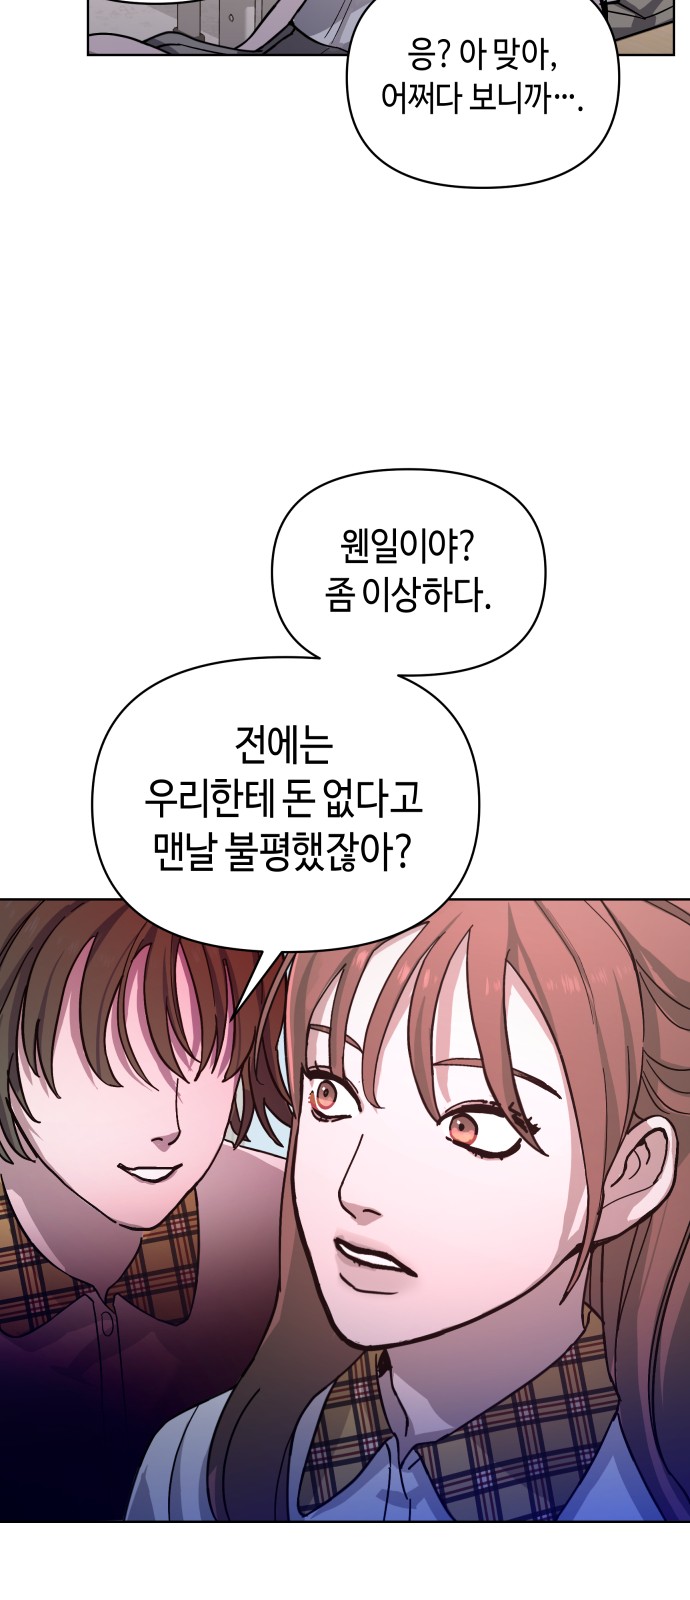 응? 아 맞아,
어쩌다 보니까….
웬일이야?
좀 이상하다.
전에는
우리한테 돈 없다고
맨날 불평했잖아?